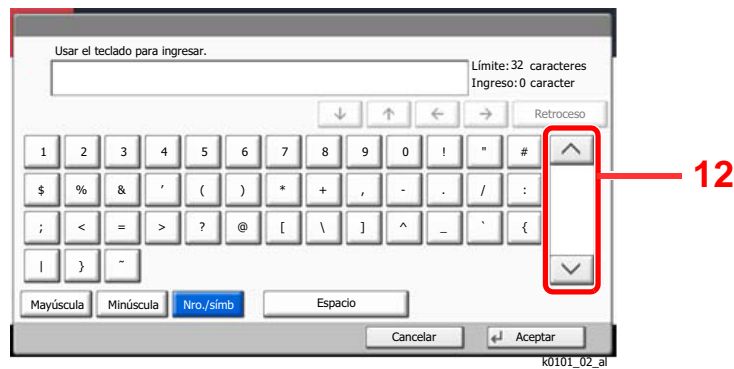 Usar el teclado para ingresar.
Límite: 32 caracteres
Ingreso: 0 caracter
↓ ↑ ← → Retroceso
1 2 3 4 5 6 7 8 9 0 ! " #
$ % & ' ( ) * + , - . / :
; < = > ? @ [ \ ] ^ _ ` {
| } ~
12
Mayúscula Minúscula Nro./símb Espacio
Cancelar Aceptar
k0101_02_al